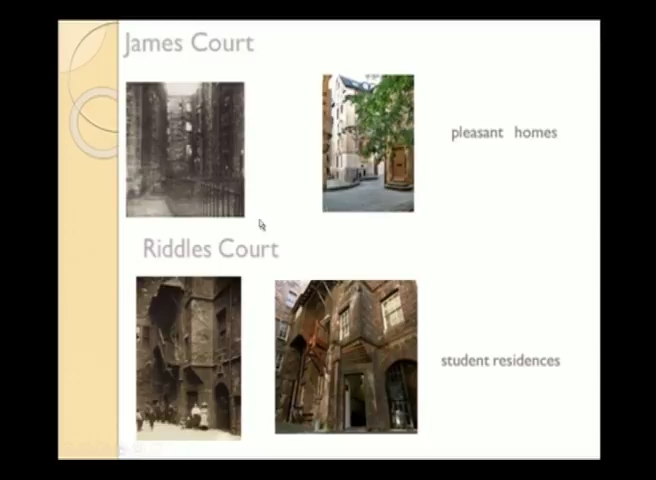 James Court
pleasant homes
Riddles Court
student residences